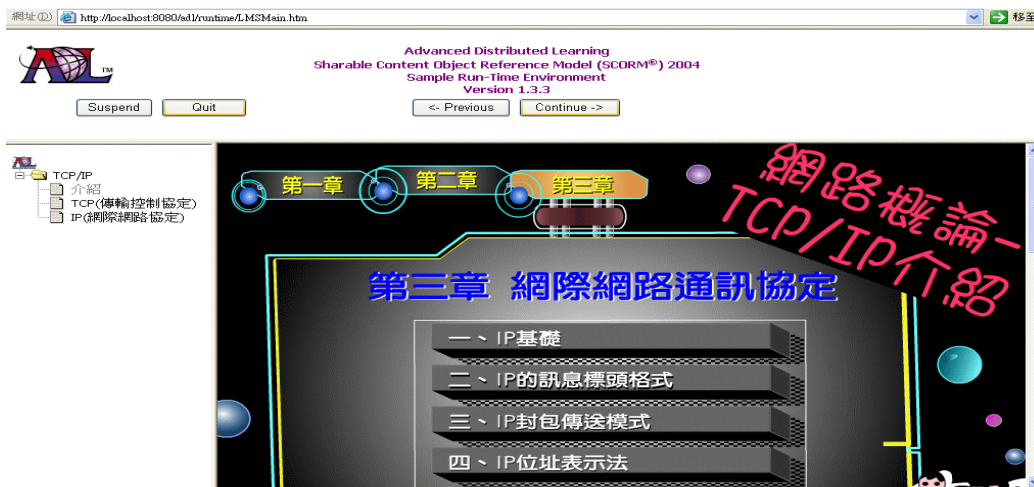 網址(D) http://localhost:8080/adl/runtime/LMSMain.htm 移至
ADL TM
Advanced Distributed Learning
Sharable Content Object Reference Model (SCORM®) 2004
Sample Run-Time Environment
Version 1.3.3
Suspend Quit <- Previous Continue ->
ADL
TCP/IP
介紹
TCP(傳輸控制協定)
IP(網際網路協定)
第一章 第二章 第三章
網路概論-
TCP/IP介紹
第三章 網際網路通訊協定
一、IP基礎
二、IP的訊息標頭格式
三、IP封包傳送模式
四、IP位址表示法